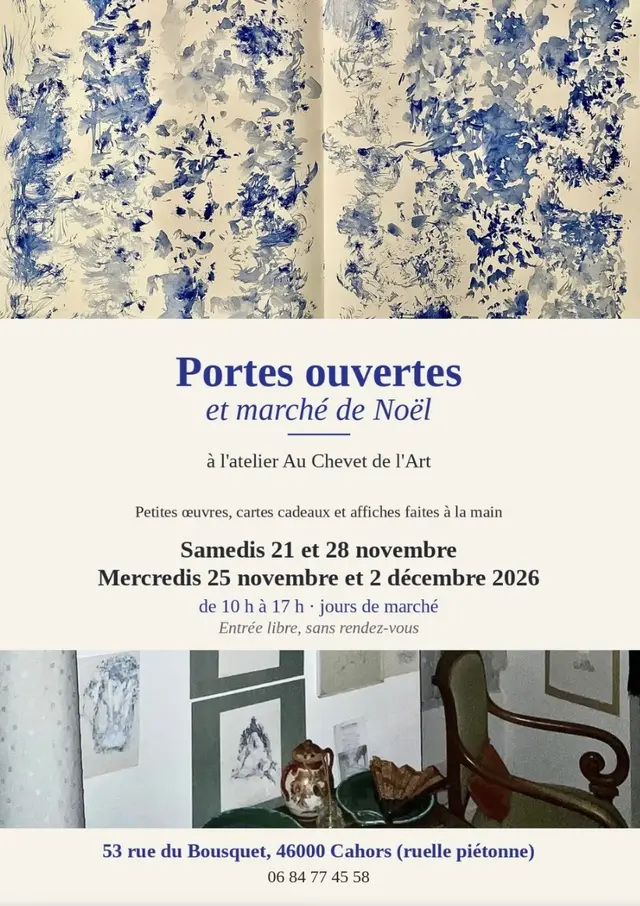 Portes ouvertes
et marché de Noël
à l'atelier Au Chevet de l'Art
Petites œuvres, cartes cadeaux et affiches faites à la main
Samedis 21 et 28 novembre
Mercredis 25 novembre et 2 décembre 2026
de 10 h à 17 h · jours de marché
Entrée libre, sans rendez-vous
53 rue du Bousquet, 46000 Cahors (ruelle piétonne)
06 84 77 45 58